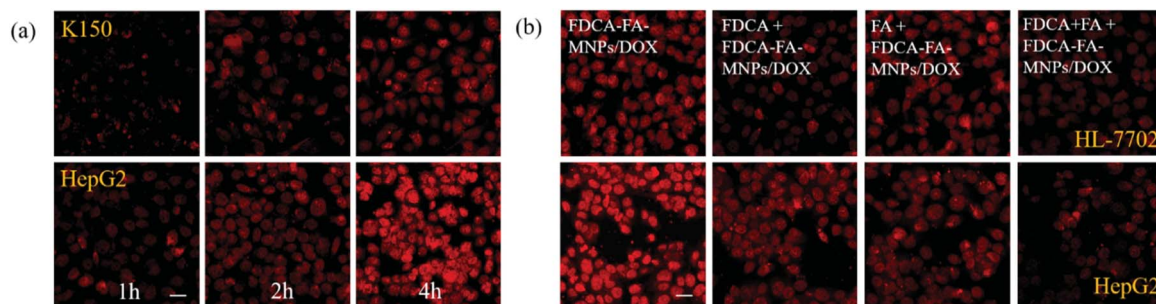 (a)
K150
HepG2
1h
2h
4h
(b)
FDCA-FA-
MNPs/DOX
FDCA +
FDCA-FA-
MNPs/DOX
FA +
FDCA-FA-
MNPs/DOX
FDCA+FA +
FDCA-FA-
MNPs/DOX
HL-7702
HepG2